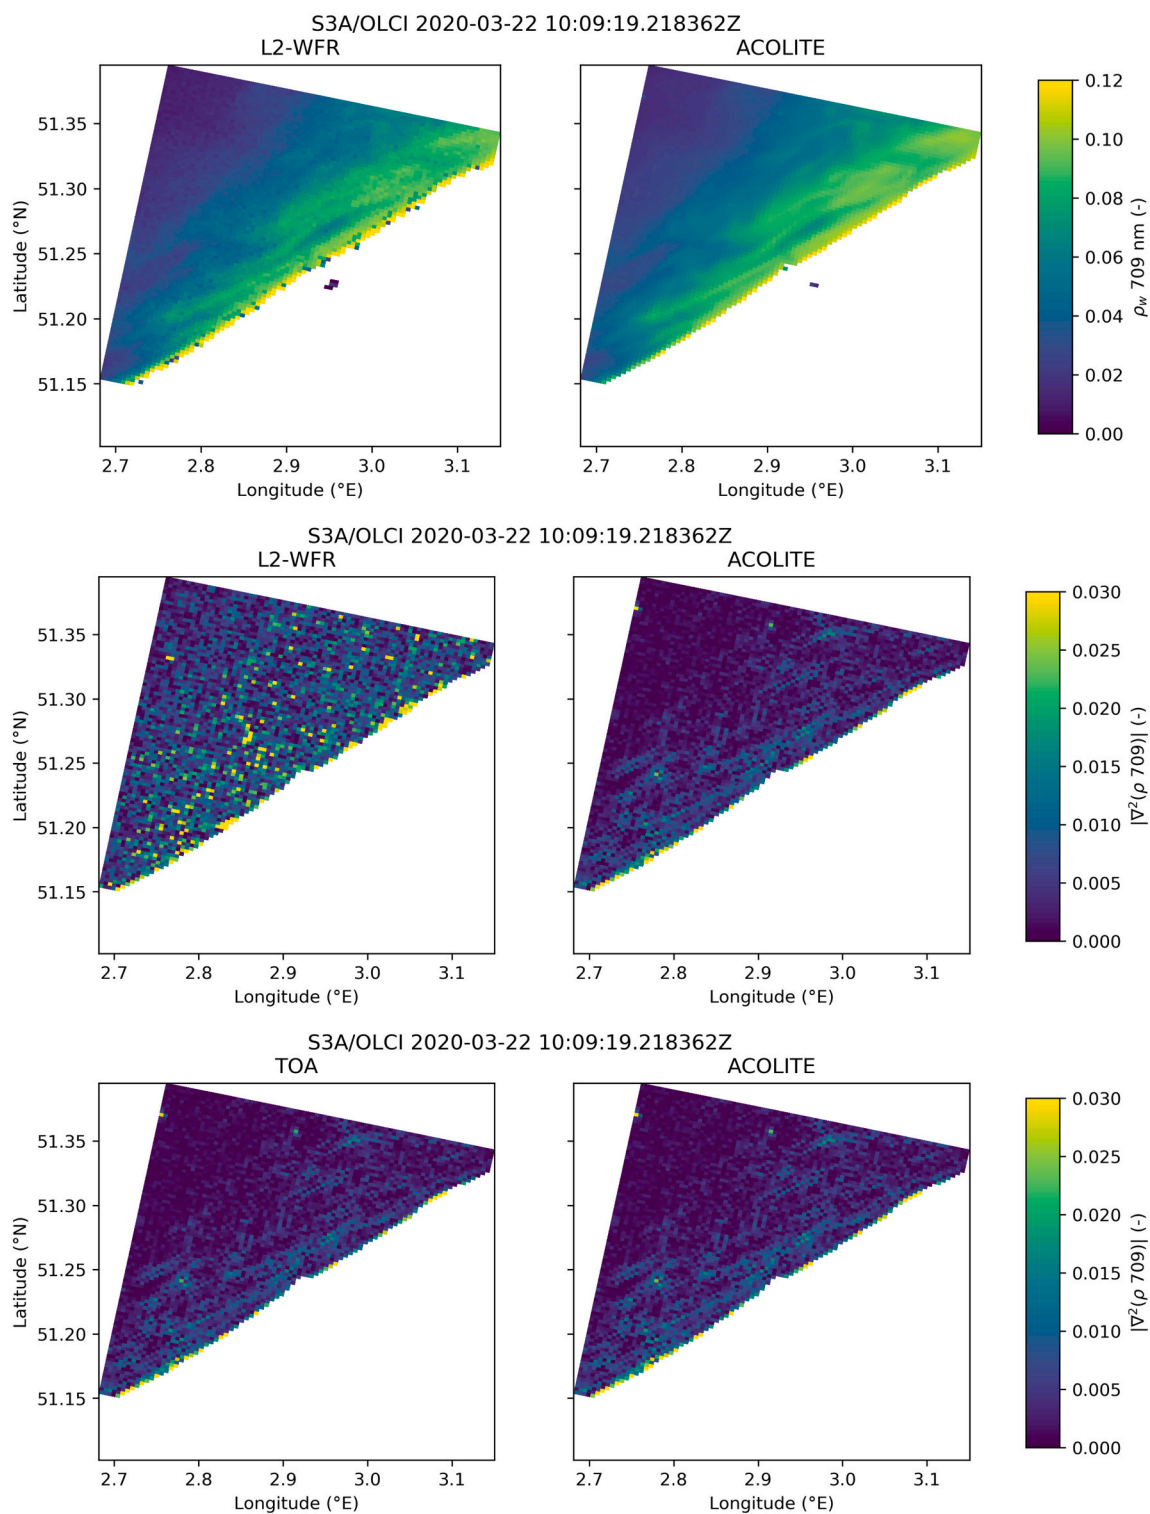 S3A/OLCI 2020-03-22 10:09:19.218362Z
L2-WFR
ACOLITE
51.35
51.30
51.25
51.20
51.15
Latitude (°N)
2.7 2.8 2.9 3.0 3.1
Longitude (°E)
2.7 2.8 2.9 3.0 3.1
Longitude (°E)
0.12
0.10
0.08
0.06
0.04
0.02
0.00
ρw 709 nm (-)
S3A/OLCI 2020-03-22 10:09:19.218362Z
L2-WFR
ACOLITE
51.35
51.30
51.25
51.20
51.15
Latitude (°N)
2.7 2.8 2.9 3.0 3.1
Longitude (°E)
2.7 2.8 2.9 3.0 3.1
Longitude (°E)
0.030
0.025
0.020
0.015
0.010
0.005
0.000
|∇²(ρ 709)| (-)
S3A/OLCI 2020-03-22 10:09:19.218362Z
TOA
ACOLITE
51.35
51.30
51.25
51.20
51.15
Latitude (°N)
2.7 2.8 2.9 3.0 3.1
Longitude (°E)
2.7 2.8 2.9 3.0 3.1
Longitude (°E)
0.030
0.025
0.020
0.015
0.010
0.005
0.000
|∇²(ρ 709)| (-)